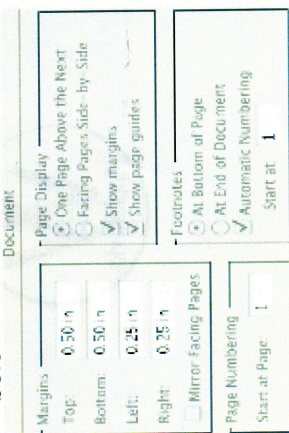 Document
Margins
Top: 0.50 in
Bottom: 0.50 in
Left: 0.25 in
Right: 0.25 in
Mirror Facing Pages
Page Numbering
Start at Page 1
Page Display
One Page Above the Next
Facing Pages Side-by-Side
Show margins
Show page guides
Footnotes
At Bottom of Page
At End of Document
Automatic Numbering
Start at 1